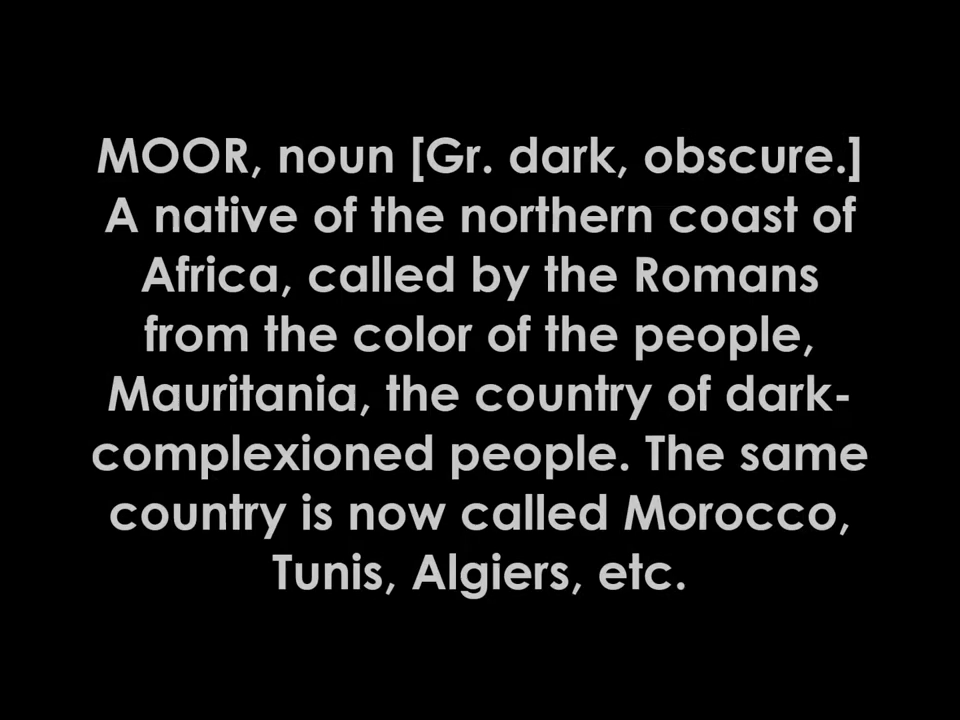 MOOR, noun [Gr. dark, obscure.]
A native of the northern coast of
Africa, called by the Romans
from the color of the people,
Mauritania, the country of dark-
complexioned people. The same
country is now called Morocco,
Tunis, Algiers, etc.